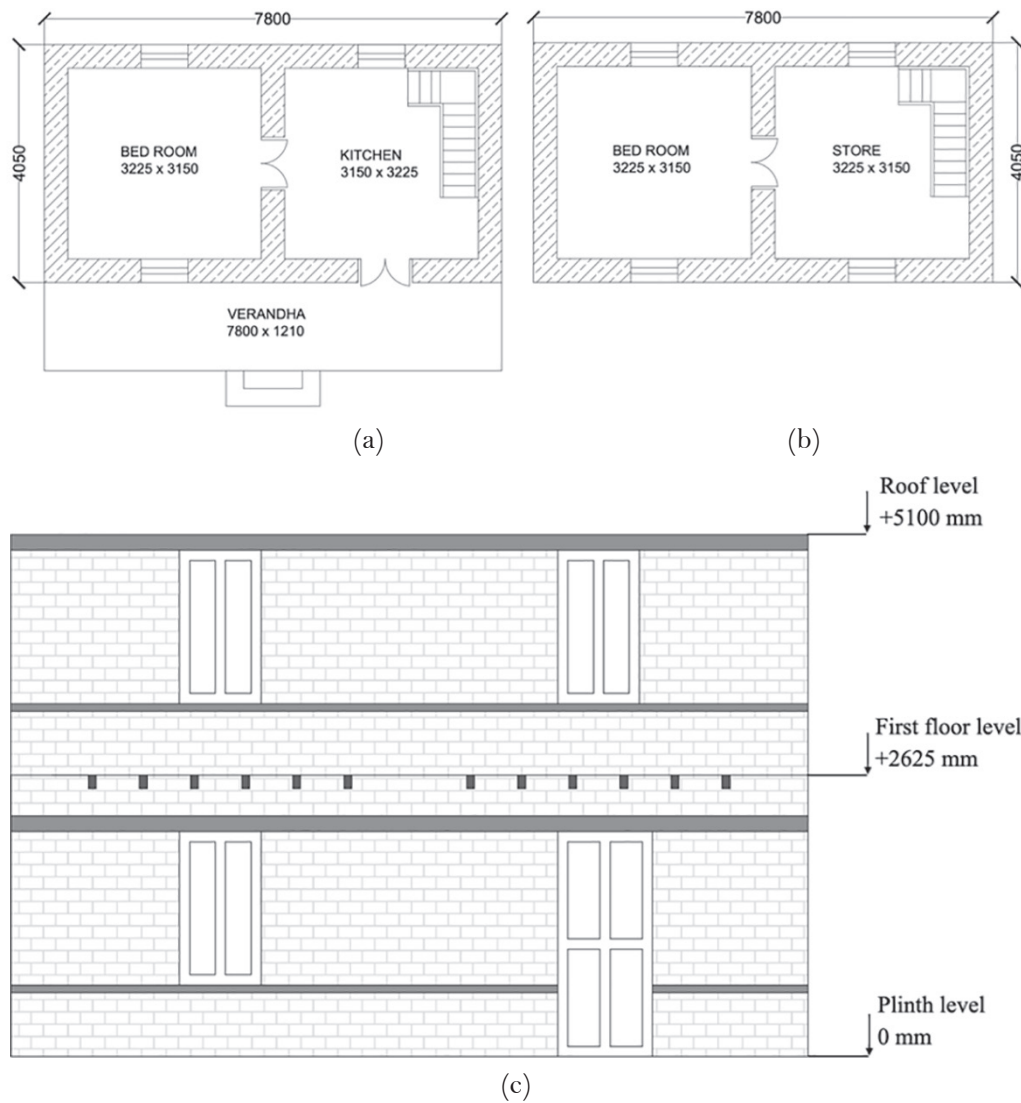 7800
4050
BED ROOM
3225 x 3150
KITCHEN
3150 x 3225
VERANDHA
7800 x 1210
(a)
7800
BED ROOM
3225 x 3150
STORE
3225 x 3150
4050
(b)
Roof level
+5100 mm
First floor level
+2625 mm
Plinth level
0 mm
(c)